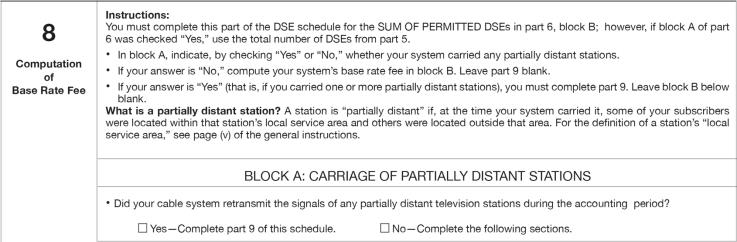 8
Computation
of
Base Rate Fee
Instructions:
You must complete this part of the DSE schedule for the SUM OF PERMITTED DSEs in part 6, block B; however, if block A of part
6 was checked “Yes,” use the total number of DSEs from part 5.
• In block A, indicate, by checking “Yes” or “No,” whether your system carried any partially distant stations.
• If your answer is “No,” compute your system’s base rate fee in block B. Leave part 9 blank.
• If your answer is “Yes” (that is, if you carried one or more partially distant stations), you must complete part 9. Leave block B below
blank.
What is a partially distant station? A station is “partially distant” if, at the time your system carried it, some of your subscribers
were located within that station’s local service area and others were located outside that area. For the definition of a station’s “local
service area,” see page (v) of the general instructions.
BLOCK A: CARRIAGE OF PARTIALLY DISTANT STATIONS
• Did your cable system retransmit the signals of any partially distant television stations during the accounting period?
☐ Yes—Complete part 9 of this schedule. ☐ No—Complete the following sections.